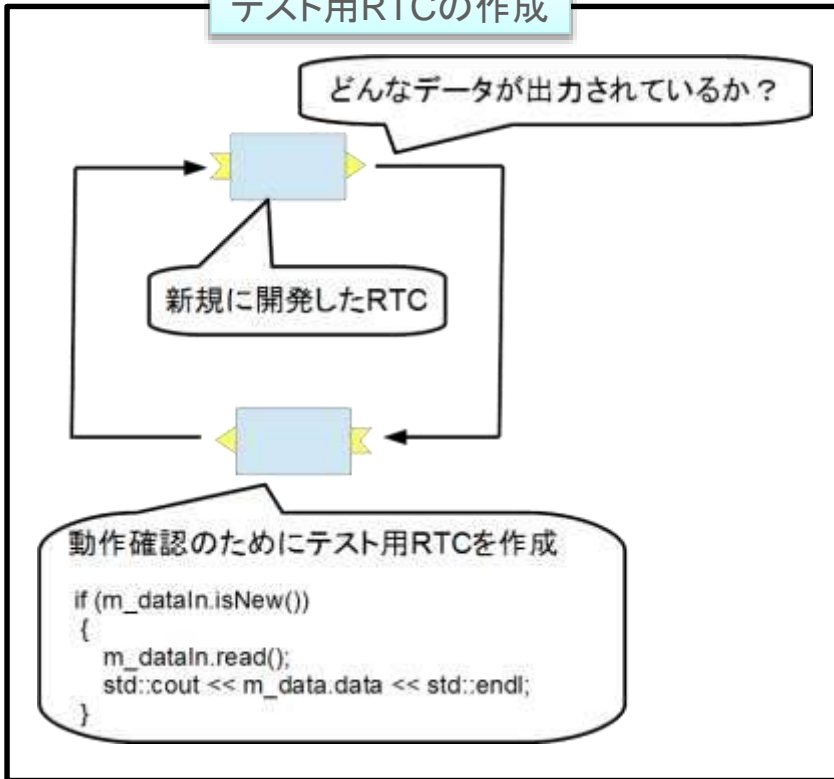 テスト用RTCの作成
どんなデータが出力されているか？
新規に開発したRTC
動作確認のためにテスト用RTCを作成
if (m_dataIn.isNew())
{
m_dataIn.read();
std::cout << m_data.data << std::endl;
}